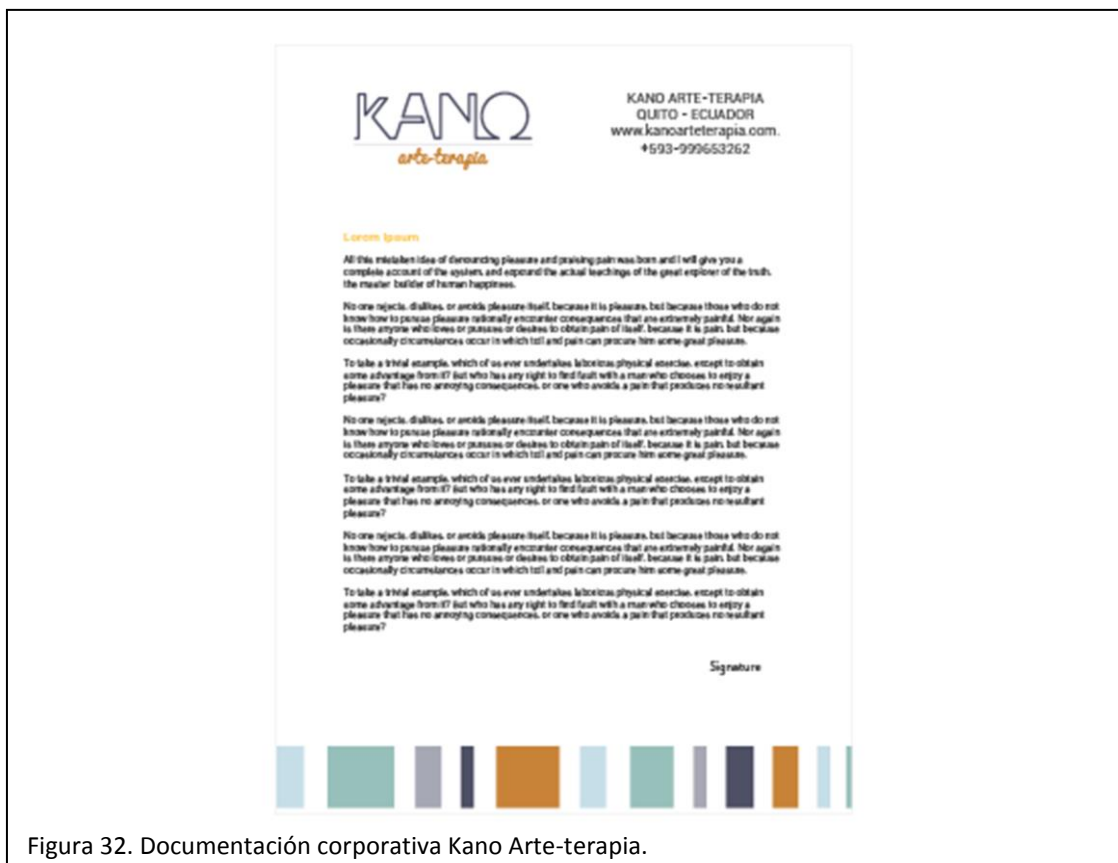 KANO
arte-terapia
KANO ARTE-TERAPIA
QUITO - ECUADOR
www.kanoarteterapia.com.
+593-999653262
Lorem Ipsum
All this mistaken idea of denouncing pleasure and praising pain was born and I will give you a
complete account of the system, and expound the actual teachings of the great explorer of the truth,
the master builder of human happiness.
No one rejects, dislikes, or avoids pleasure itself, because it is pleasure, but because those who do not
know how to pursue pleasure rationally encounter consequences that are extremely painful. Nor again
is there anyone who loves or pursues or desires to obtain pain of itself, because it is pain, but because
occasionally circumstances occur in which toil and pain can procure him some great pleasure.
To take a trivial example, which of us ever undertakes laborious physical exercise, except to obtain
some advantage from it? But who has any right to find fault with a man who chooses to enjoy a
pleasure that has no annoying consequences, or one who avoids a pain that produces no resultant
pleasure?
No one rejects, dislikes, or avoids pleasure itself, because it is pleasure, but because those who do not
know how to pursue pleasure rationally encounter consequences that are extremely painful. Nor again
is there anyone who loves or pursues or desires to obtain pain of itself, because it is pain, but because
occasionally circumstances occur in which toil and pain can procure him some great pleasure.
To take a trivial example, which of us ever undertakes laborious physical exercise, except to obtain
some advantage from it? But who has any right to find fault with a man who chooses to enjoy a
pleasure that has no annoying consequences, or one who avoids a pain that produces no resultant
pleasure?
No one rejects, dislikes, or avoids pleasure itself, because it is pleasure, but because those who do not
know how to pursue pleasure rationally encounter consequences that are extremely painful. Nor again
is there anyone who loves or pursues or desires to obtain pain of itself, because it is pain, but because
occasionally circumstances occur in which toil and pain can procure him some great pleasure.
To take a trivial example, which of us ever undertakes laborious physical exercise, except to obtain
some advantage from it? But who has any right to find fault with a man who chooses to enjoy a
pleasure that has no annoying consequences, or one who avoids a pain that produces no resultant
pleasure?
Signature
Figura 32. Documentación corporativa Kano Arte-terapia.